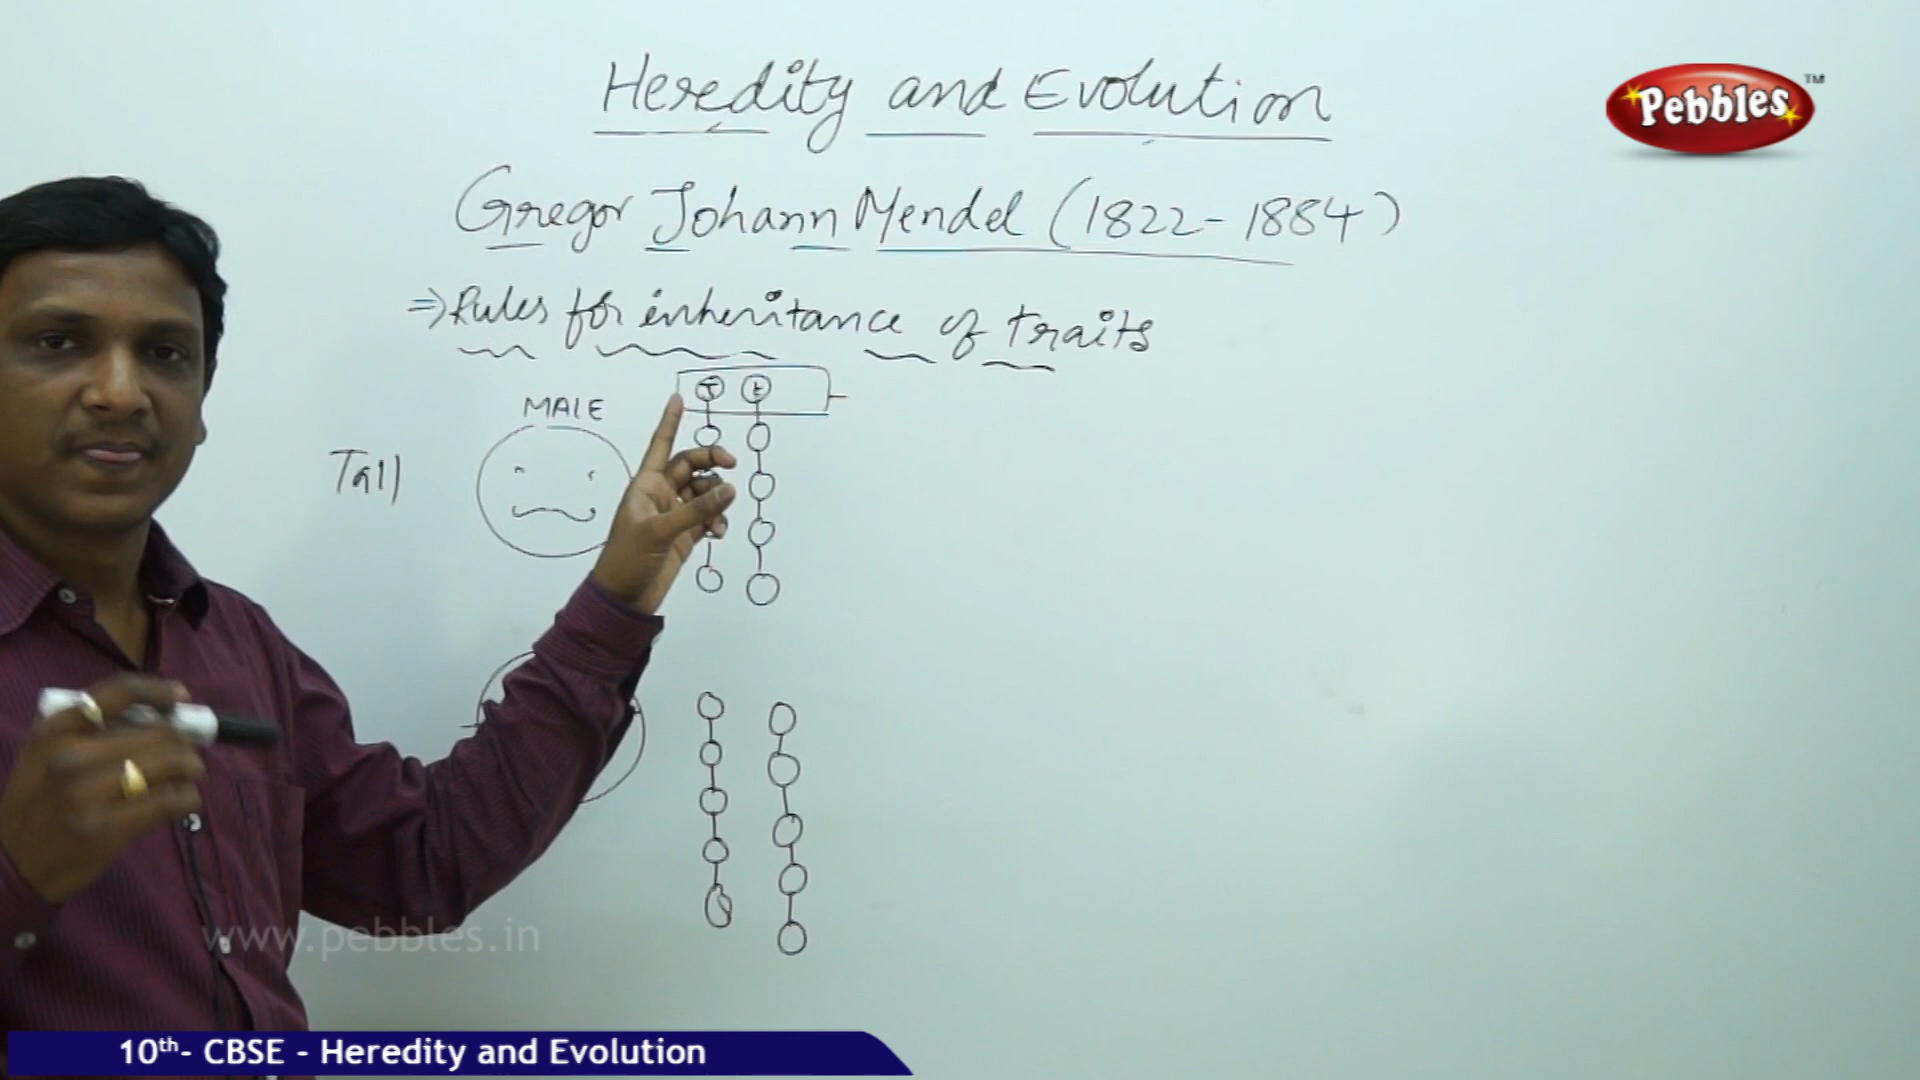 Heredity and Evolution
Pebbles™
Gregor Johann Mendel (1822-1884)
⇒ Rules for inheritance of traits
T t
MALE
Tall
www.pebbles.in
10th- CBSE - Heredity and Evolution